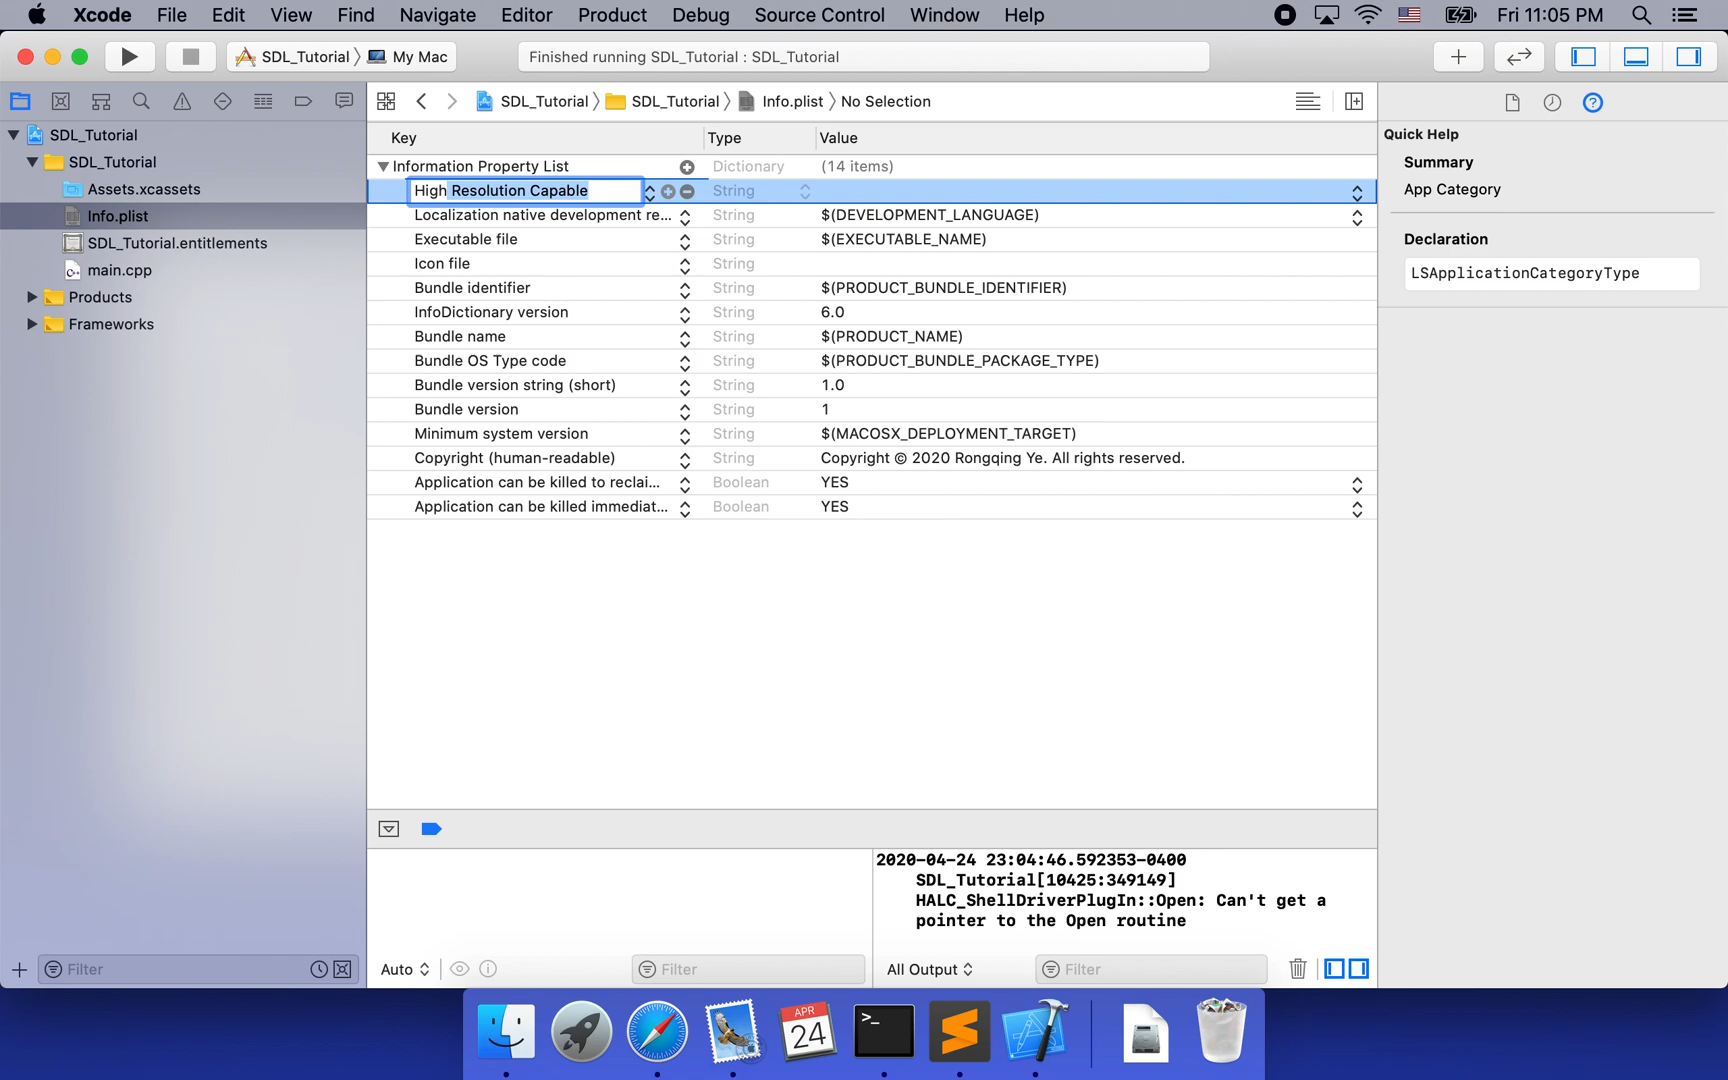 Xcode File Edit View Find Navigate Editor Product Debug Source Control Window Help Fri 11:05 PM
SDL_Tutorial My Mac Finished running SDL_Tutorial : SDL_Tutorial
SDL_Tutorial SDL_Tutorial Info.plist No Selection
SDL_Tutorial
SDL_Tutorial
Assets.xcassets
Info.plist
SDL_Tutorial.entitlements
main.cpp
Products
Frameworks
Filter
Key Type Value
Information Property List Dictionary (14 items)
High Resolution Capable String
Localization native development re... String $(DEVELOPMENT_LANGUAGE)
Executable file String $(EXECUTABLE_NAME)
Icon file String
Bundle identifier String $(PRODUCT_BUNDLE_IDENTIFIER)
InfoDictionary version String 6.0
Bundle name String $(PRODUCT_NAME)
Bundle OS Type code String $(PRODUCT_BUNDLE_PACKAGE_TYPE)
Bundle version string (short) String 1.0
Bundle version String 1
Minimum system version String $(MACOSX_DEPLOYMENT_TARGET)
Copyright (human-readable) String Copyright © 2020 Rongqing Ye. All rights reserved.
Application can be killed to reclai... Boolean YES
Application can be killed immediat... Boolean YES
Quick Help
Summary
App Category
Declaration
LSApplicationCategoryType
2020-04-24 23:04:46.592353-0400
SDL_Tutorial[10425:349149]
HALC_ShellDriverPlugIn::Open: Can't get a
pointer to the Open routine
Auto Filter All Output Filter
APR
24
>_